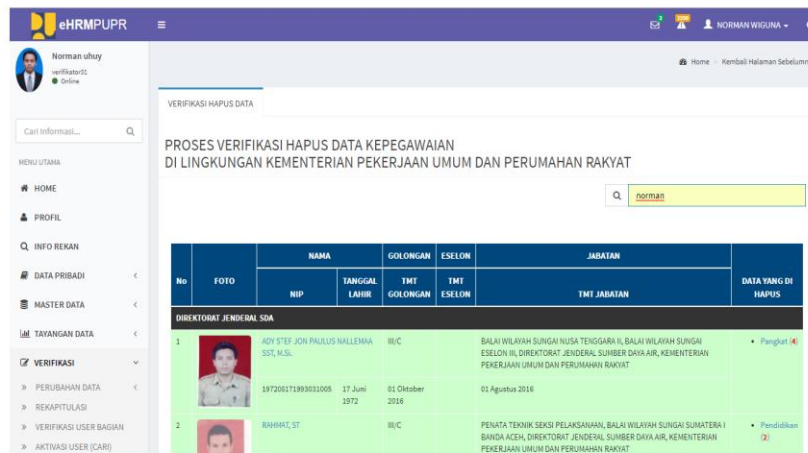 eHRMPUPR
2
NORMAN WIGUNA
Norman uhuy
verifikator01
Online
Home
Kembali Halaman Sebelumn
VERIFIKASI HAPUS DATA
Cari Informasi...
MENU UTAMA
HOME
PROFIL
INFO REKAN
DATA PRIBADI
MASTER DATA
TAYANGAN DATA
VERIFIKASI
» PERUBAHAN DATA
» REKAPITULASI
» VERIFIKASI USER BAGIAN
» AKTIVASI USER (CARI)
PROSES VERIFIKASI HAPUS DATA KEPEGAWAIAN
DI LINGKUNGAN KEMENTERIAN PEKERJAAN UMUM DAN PERUMAHAN RAKYAT
norman
No FOTO NAMA GOLONGAN ESELON JABATAN DATA YANG DI HAPUS
NIP TANGGAL LAHIR TMT GOLONGAN TMT ESELON TMT JABATAN
DIREKTORAT JENDERAL SDA
1 ADY STEF JON PAULUS NALLEMAA III/C BALAI WILAYAH SUNGAI NUSA TENGGARA II, BALAI WILAYAH SUNGAI • Pangkat (4)
SST, M.Si. ESELON III, DIREKTORAT JENDERAL SUMBER DAYA AIR, KEMENTERIAN
PEKERJAAN UMUM DAN PERUMAHAN RAKYAT
197206171993031005 17 Juni 01 Oktober 01 Agustus 2016
1972 2016
2 RAHMAT, ST III/C PENATA TEKNIK SEKSI PELAKSANAAN, BALAI WILAYAH SUNGAI SUMATERA I • Pendidikan
BANDA ACEH, DIREKTORAT JENDERAL SUMBER DAYA AIR, KEMENTERIAN (2)
PEKERJAAN UMUM DAN PERUMAHAN RAKYAT